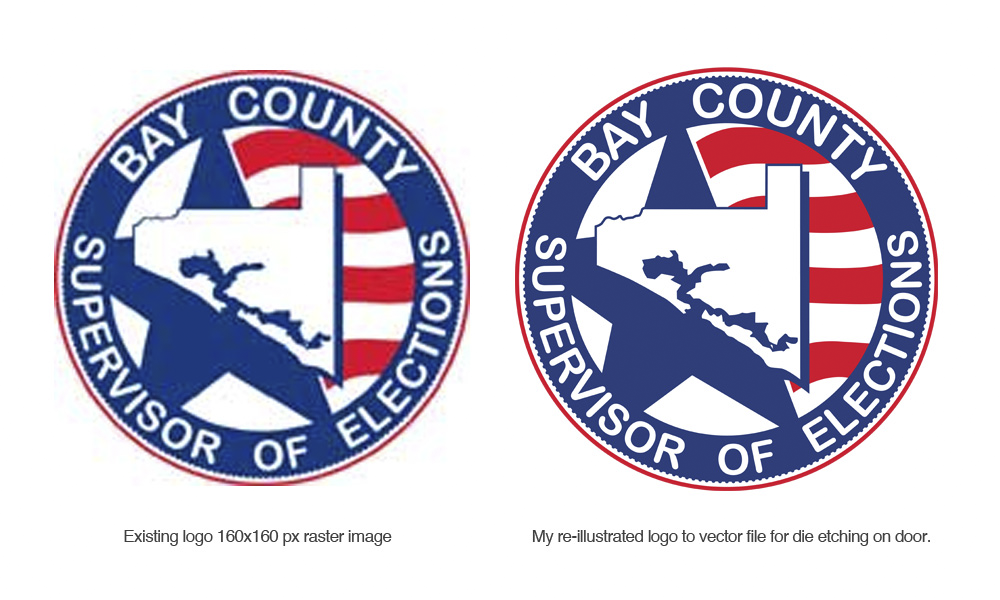 BAY COUNTY
SUPERVISOR OF ELECTIONS
BAY COUNTY
SUPERVISOR OF ELECTIONS
Existing logo 160x160 px raster image
My re-illustrated logo to vector file for die etching on door.